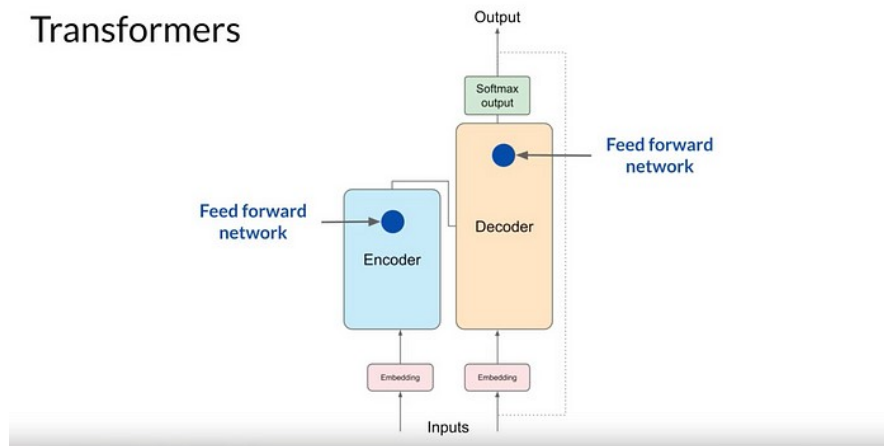 Transformers
Output
Softmax
output
Feed forward
network
Feed forward
network
Decoder
Encoder
Embedding
Embedding
Inputs